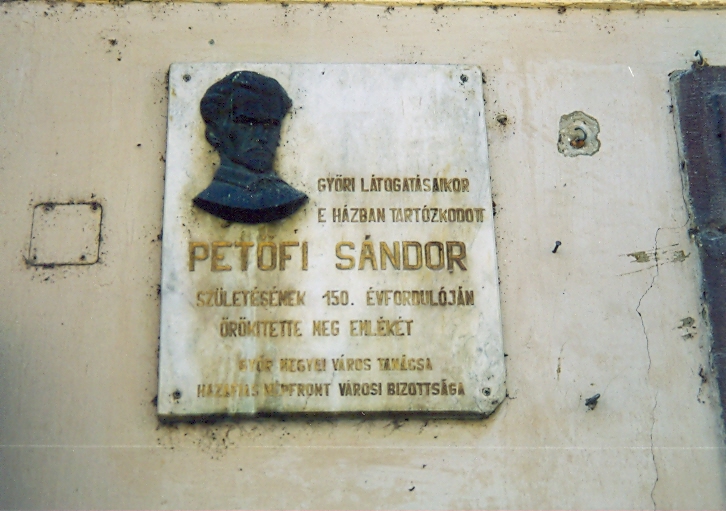 GYŐRI LÁTOGATÁSAIKOR
E HÁZBAN TARTÓZKODOTT
PETŐFI SÁNDOR
SZÜLETÉSÉNEK 150. ÉVFORDULÓJÁN
ÖRÖKITETTE MEG EMLÉKÉT
GYŐR MEGYEI VÁROS TANÁCSA
HAZAFIAS NÉPFRONT VÁROSI BIZOTTSÁGA